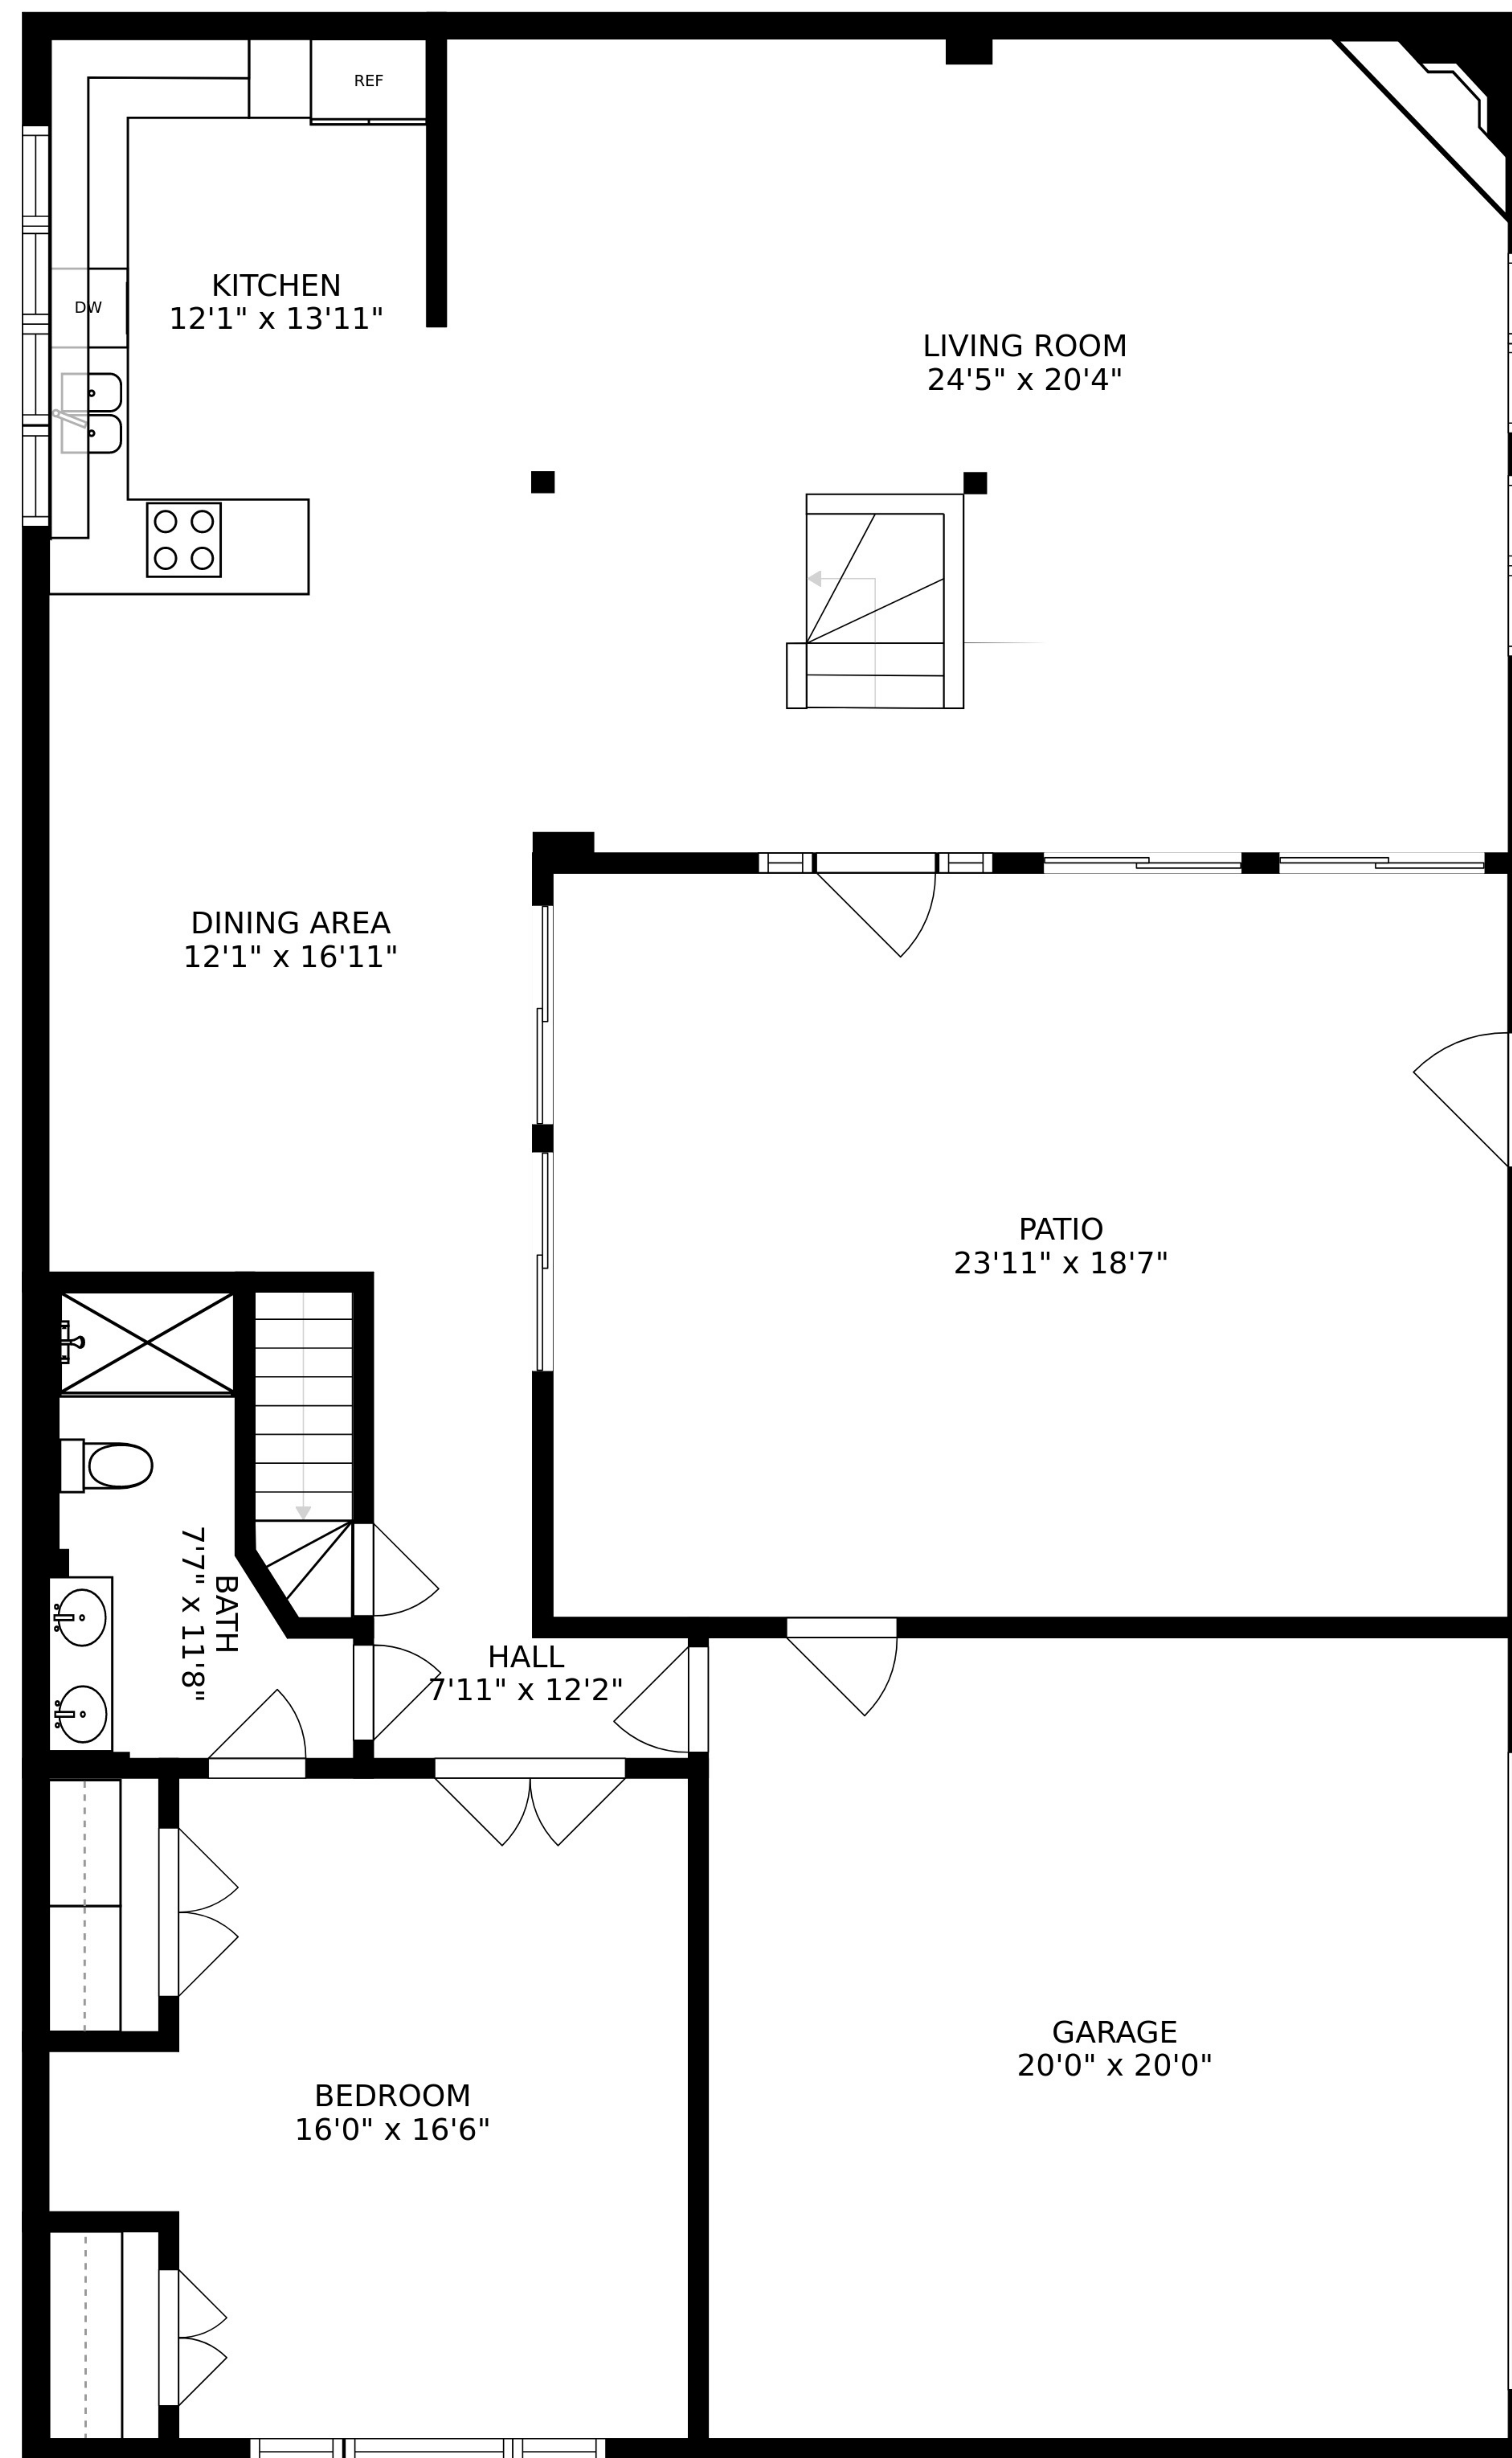 REF
KITCHEN
12'1" x 13'11"
DW
LIVING ROOM
24'5" x 20'4"
DINING AREA
12'1" x 16'11"
PATIO
23'11" x 18'7"
BATH
7'7" x 11'8"
HALL
7'11" x 12'2"
GARAGE
20'0" x 20'0"
BEDROOM
16'0" x 16'6"